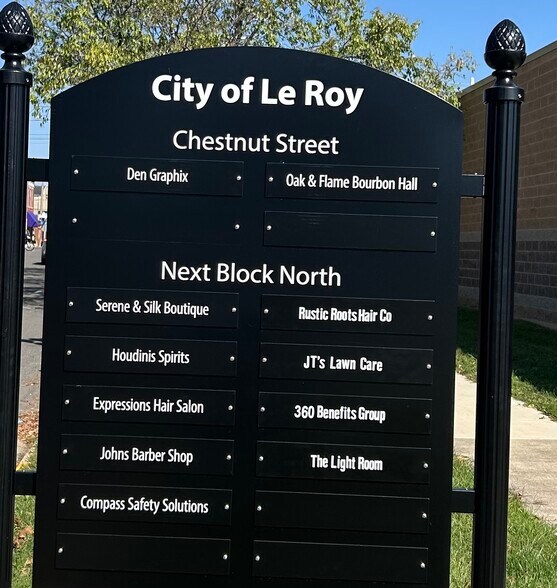 City of Le Roy
Chestnut Street
Den Graphix
Oak & Flame Bourbon Hall
Next Block North
Serene & Silk Boutique
Rustic Roots Hair Co
Houdinis Spirits
JT's Lawn Care
Expressions Hair Salon
360 Benefits Group
Johns Barber Shop
The Light Room
Compass Safety Solutions